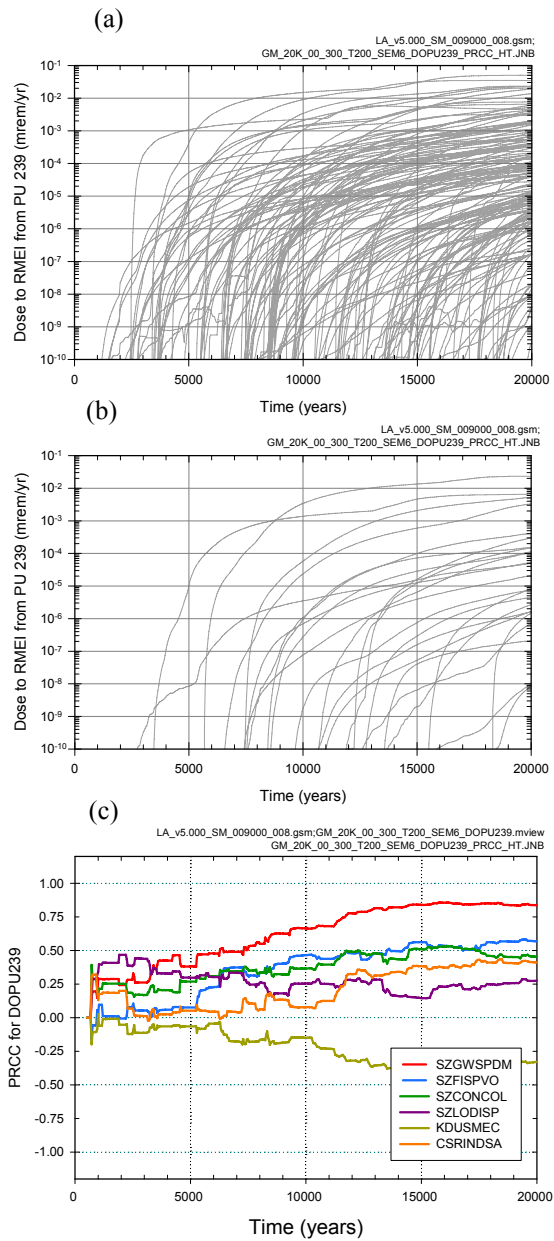 (a)
LA_v5.000_SM_009000_008.gsm;
GM_20K_00_300_T200_SEM6_DOPU239_PRCC_HT.JNB
Dose to RMEI from PU 239 (mrem/yr)
10-1
10-2
10-3
10-4
10-5
10-6
10-7
10-8
10-9
10-10
0 5000 10000 15000 20000
Time (years)
(b)
LA_v5.000_SM_009000_008.gsm;
GM_20K_00_300_T200_SEM6_DOPU239_PRCC_HT.JNB
Dose to RMEI from PU 239 (mrem/yr)
10-1
10-2
10-3
10-4
10-5
10-6
10-7
10-8
10-9
10-10
0 5000 10000 15000 20000
Time (years)
(c)
LA_v5.000_SM_009000_008.gsm;GM_20K_00_300_T200_SEM6_DOPU239.mview
GM_20K_00_300_T200_SEM6_DOPU239_PRCC_HT.JNB
PRCC for DOPU239
1.00
0.75
0.50
0.25
0.00
-0.25
-0.50
-0.75
-1.00
SZGWSPDM
SZFISPVO
SZCONCOL
SZLODISP
KDUSMEC
CSRINDSA
0 5000 10000 15000 20000
Time (years)